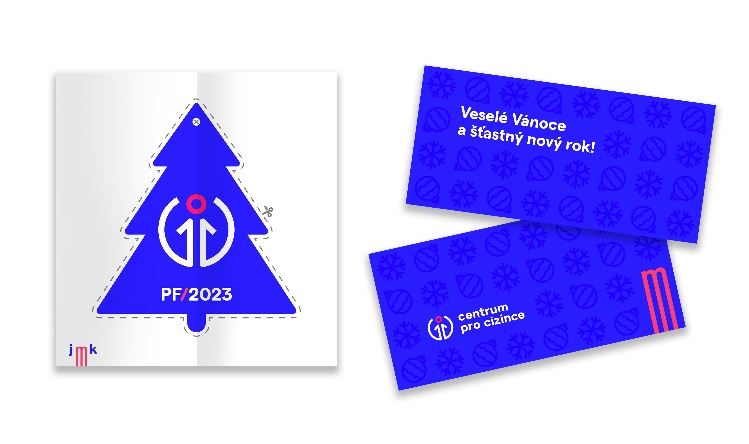 PF/2023
jmk
Veselé Vánoce
a šťastný nový rok!
centrum
pro cizince